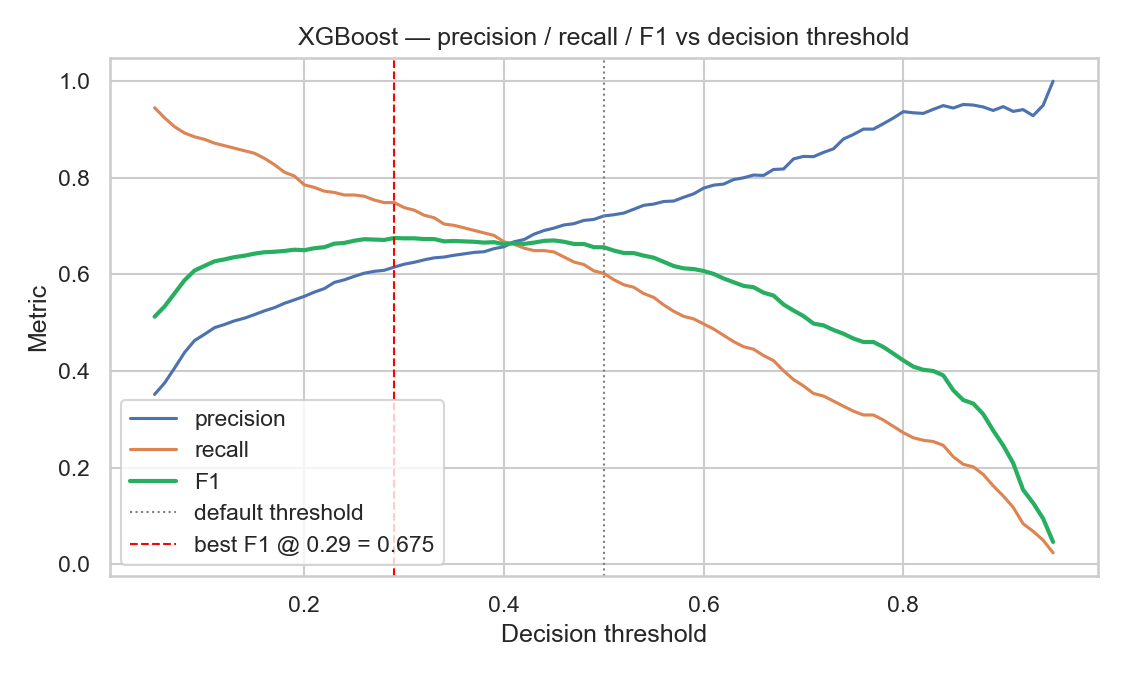 XGBoost — precision / recall / F1 vs decision threshold
1.0
0.8
0.6
0.4
0.2
0.0
Metric
precision
recall
F1
default threshold
best F1 @ 0.29 = 0.675
0.2 0.4 0.6 0.8
Decision threshold